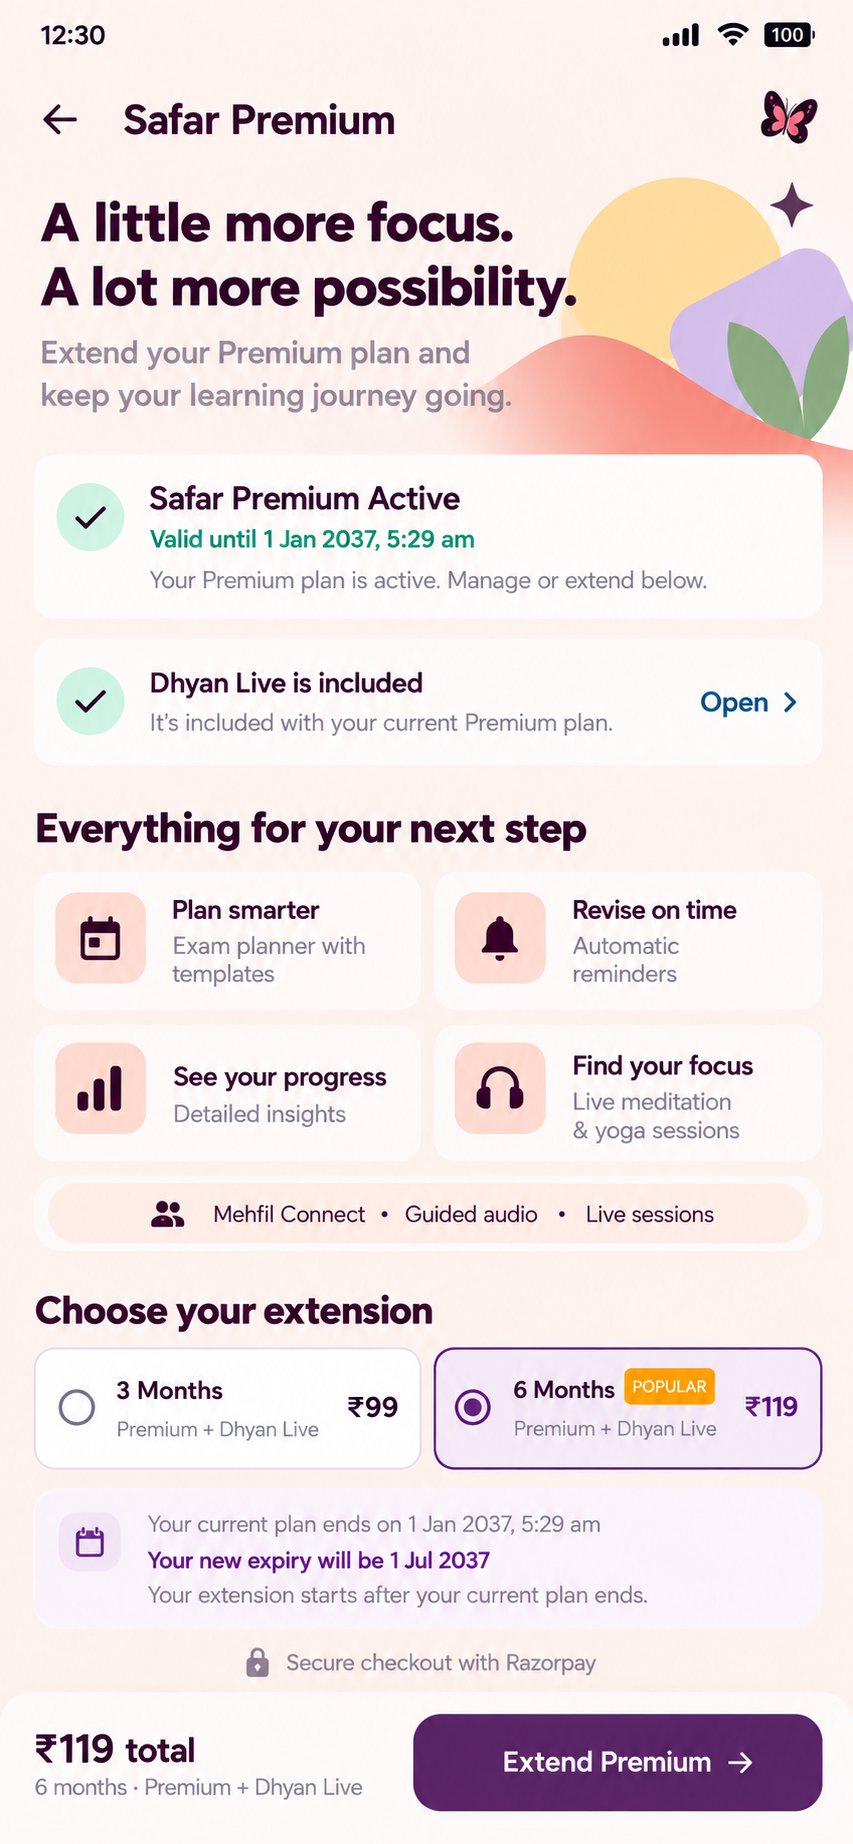 12:30
100
Safar Premium
A little more focus.
A lot more possibility.
Extend your Premium plan and
keep your learning journey going.
Safar Premium Active
Valid until 1 Jan 2037, 5:29 am
Your Premium plan is active. Manage or extend below.
Dhyan Live is included
It's included with your current Premium plan.
Open
Everything for your next step
Plan smarter
Exam planner with
templates
Revise on time
Automatic
reminders
See your progress
Detailed insights
Find your focus
Live meditation
& yoga sessions
Mehfil Connect • Guided audio • Live sessions
Choose your extension
3 Months
Premium + Dhyan Live
₹99
6 Months POPULAR
Premium + Dhyan Live
₹119
Your current plan ends on 1 Jan 2037, 5:29 am
Your new expiry will be 1 Jul 2037
Your extension starts after your current plan ends.
Secure checkout with Razorpay
₹119 total
6 months · Premium + Dhyan Live
Extend Premium →